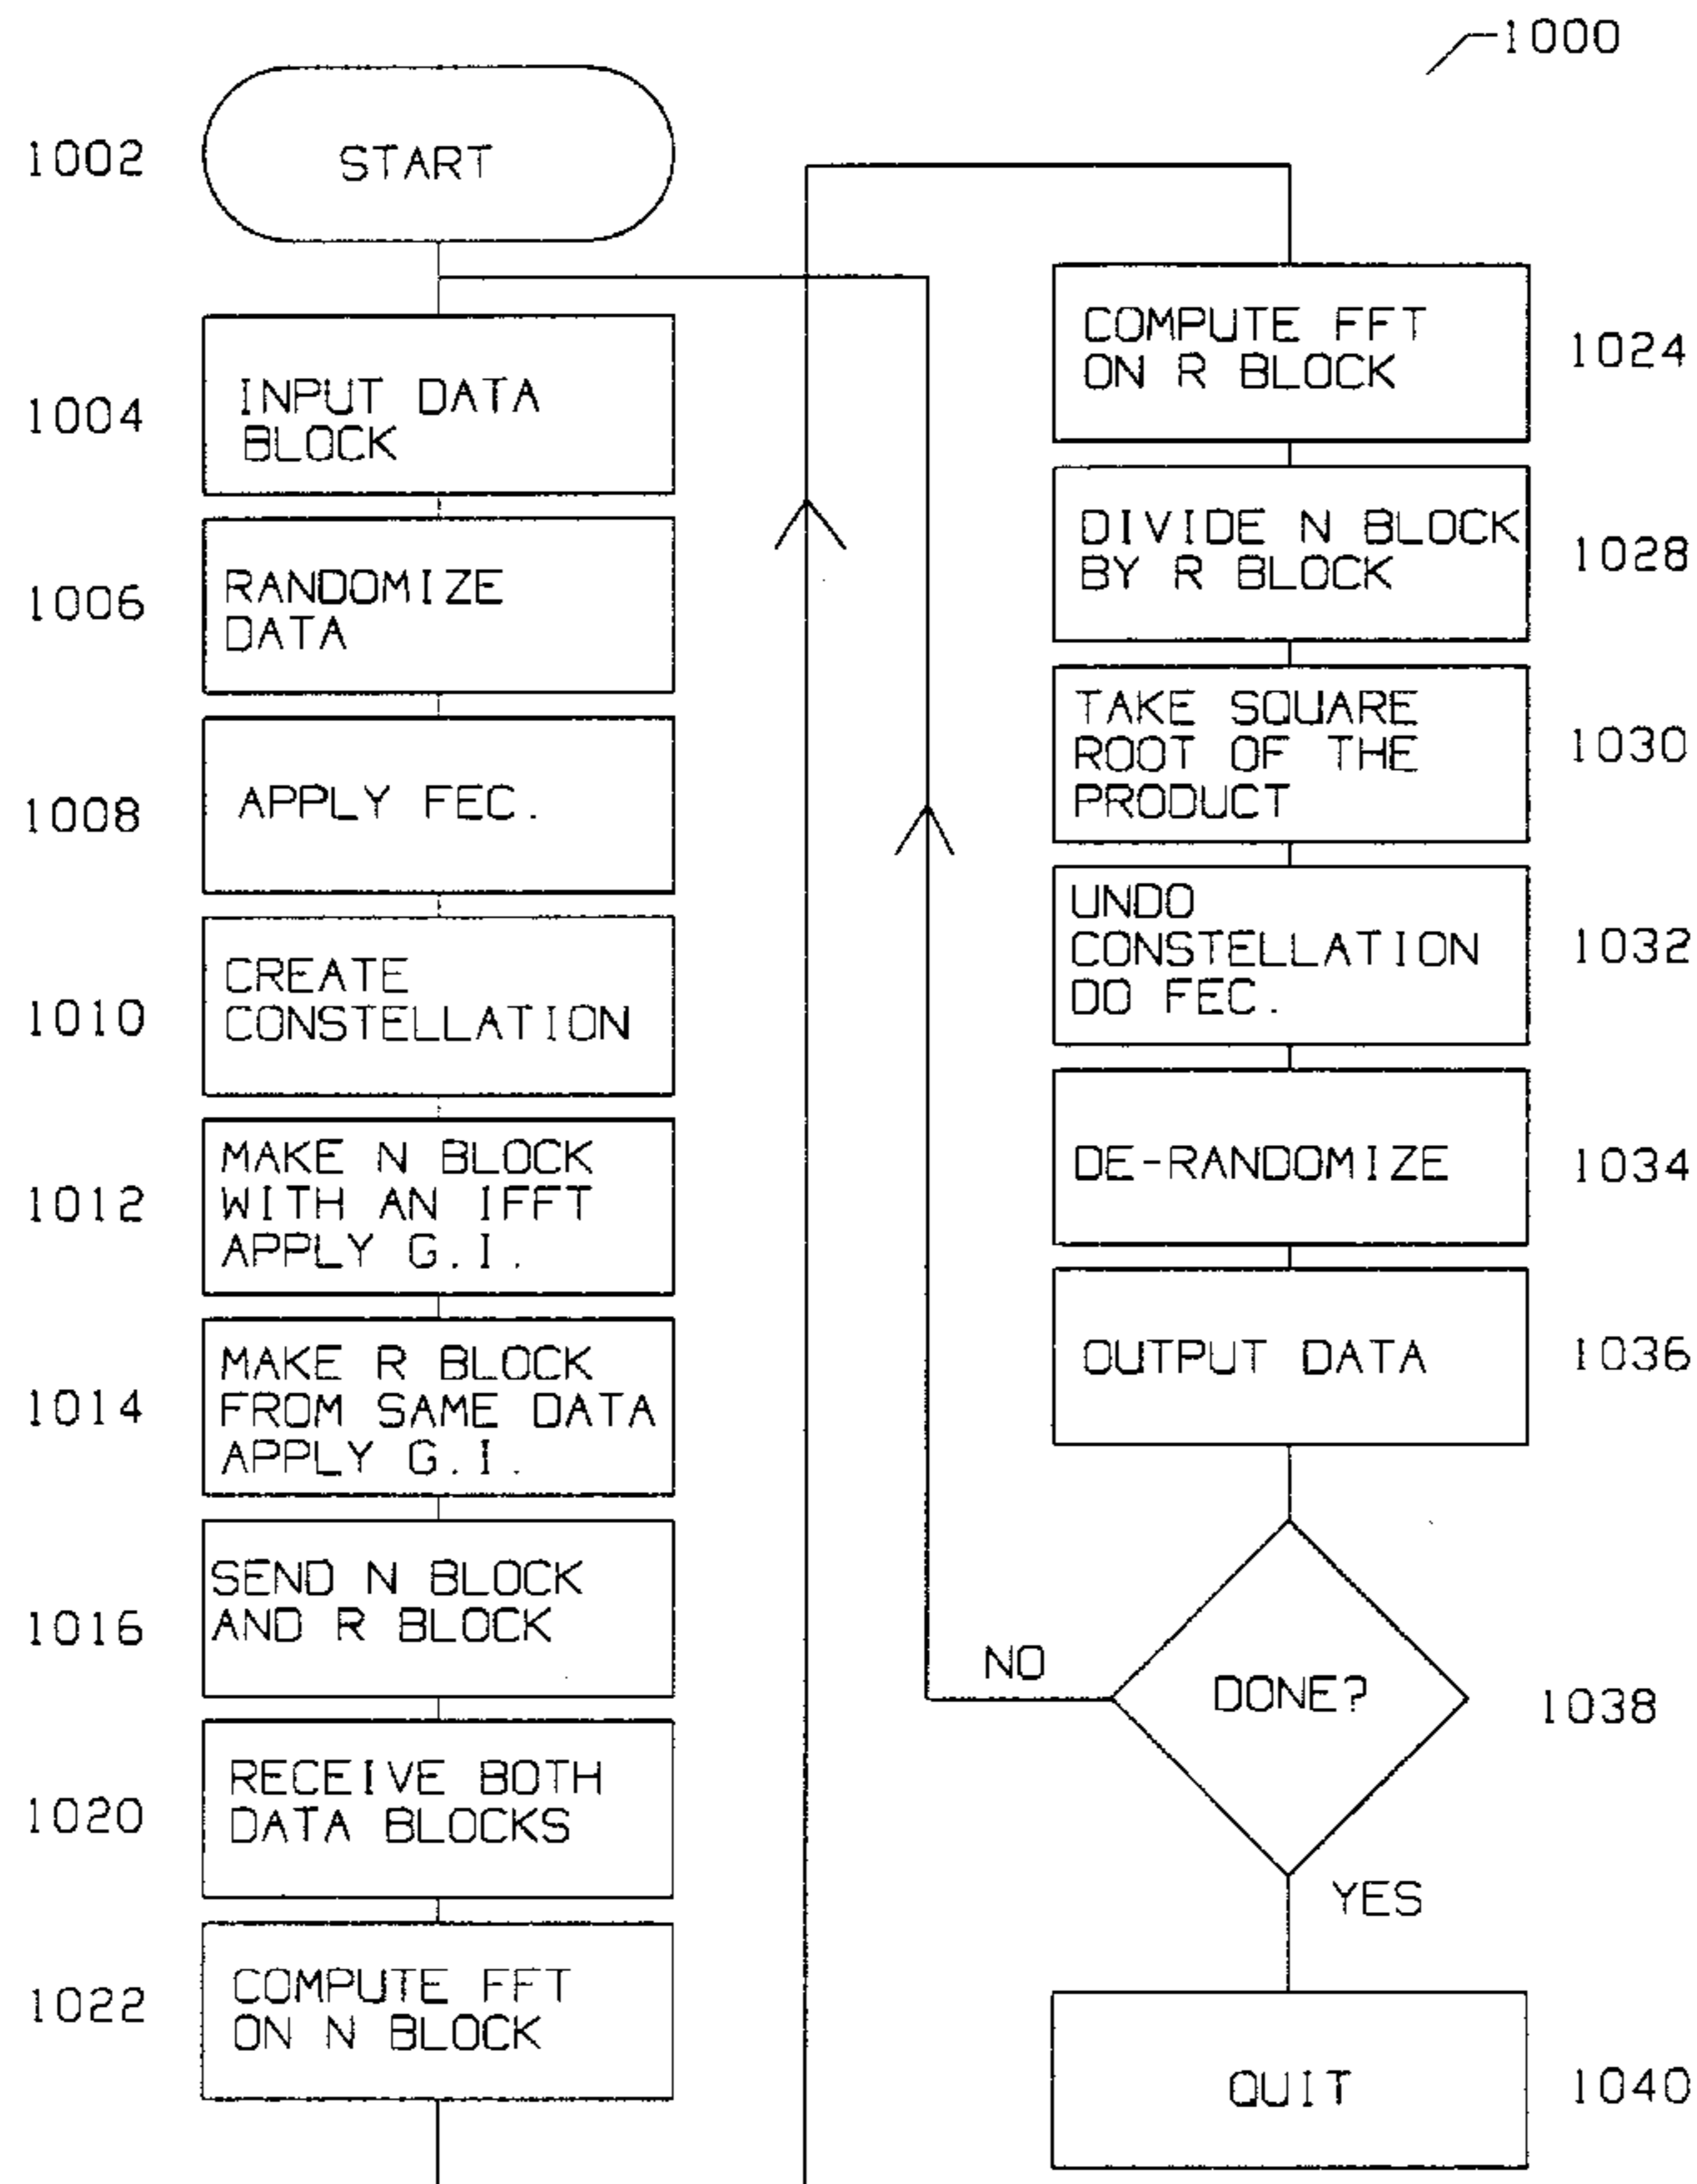 1000
1002
START
1004
INPUT DATA
BLOCK
1006
RANDOMIZE
DATA
1008
APPLY FEC.
1010
CREATE
CONSTELLATION
1012
MAKE N BLOCK
WITH AN IFFT
APPLY G.I.
1014
MAKE R BLOCK
FROM SAME DATA
APPLY G.I.
1016
SEND N BLOCK
AND R BLOCK
1020
RECEIVE BOTH
DATA BLOCKS
1022
COMPUTE FFT
ON N BLOCK
COMPUTE FFT
ON R BLOCK
1024
DIVIDE N BLOCK
BY R BLOCK
1028
TAKE SQUARE
ROOT OF THE
PRODUCT
1030
UNDO
CONSTELLATION
DO FEC.
1032
DE-RANDOMIZE
1034
OUTPUT DATA
1036
NO
DONE?
1038
YES
QUIT
1040